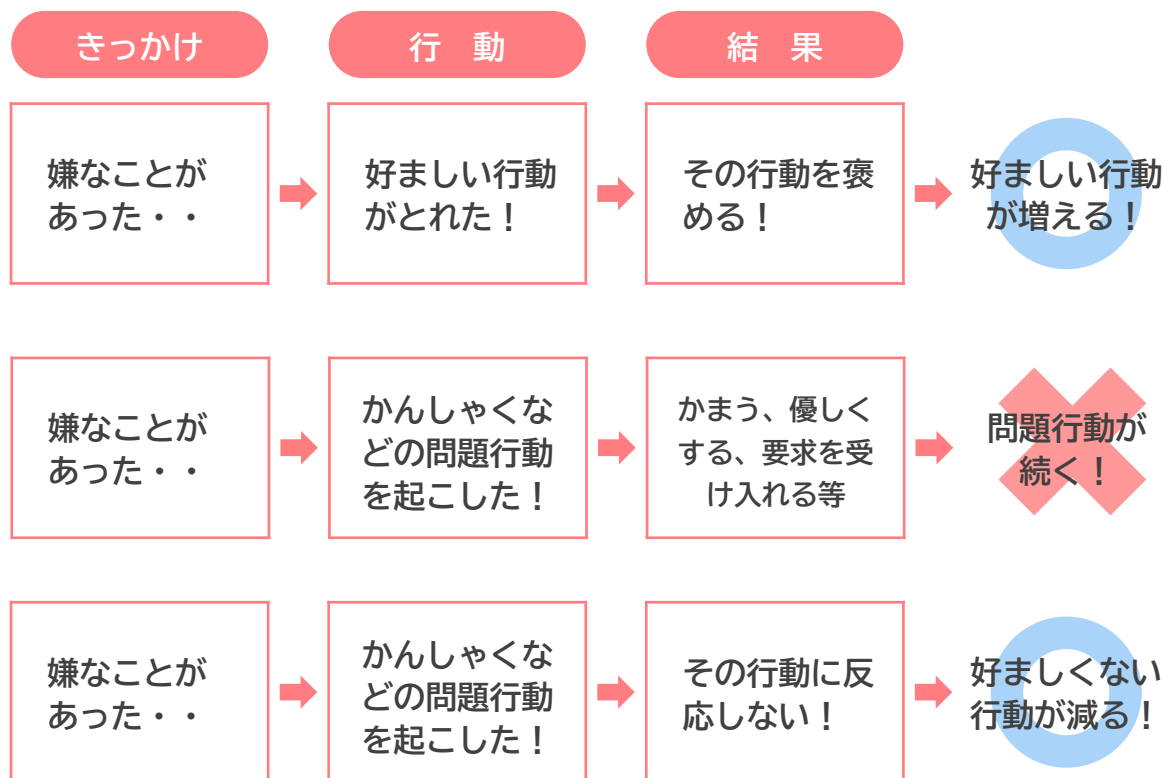 きっかけ
行　動
結　果
嫌なことが
あった・・
好ましい行動
がとれた！
その行動を褒
める！
好ましい行動
が増える！
嫌なことが
あった・・
かんしゃくな
どの問題行動
を起こした！
かまう、優しく
する、要求を受
け入れる等
問題行動が
続く！
嫌なことが
あった・・
かんしゃくな
どの問題行動
を起こした！
その行動に反
応しない！
好ましくない
行動が減る！